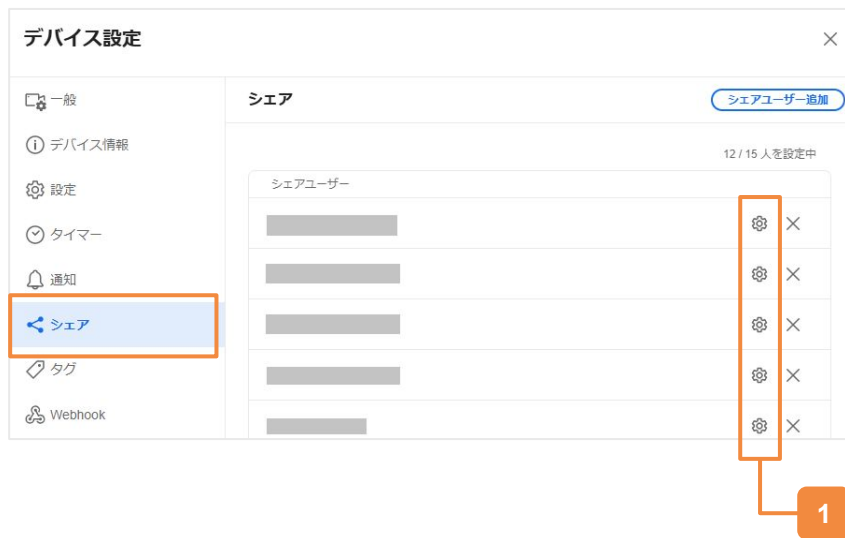 デバイス設定
一般
シェア
シェアユーザー追加
デバイス情報
12 / 15 人を設定中
設定
シェアユーザー
タイマー
通知
シェア
タグ
Webhook
1